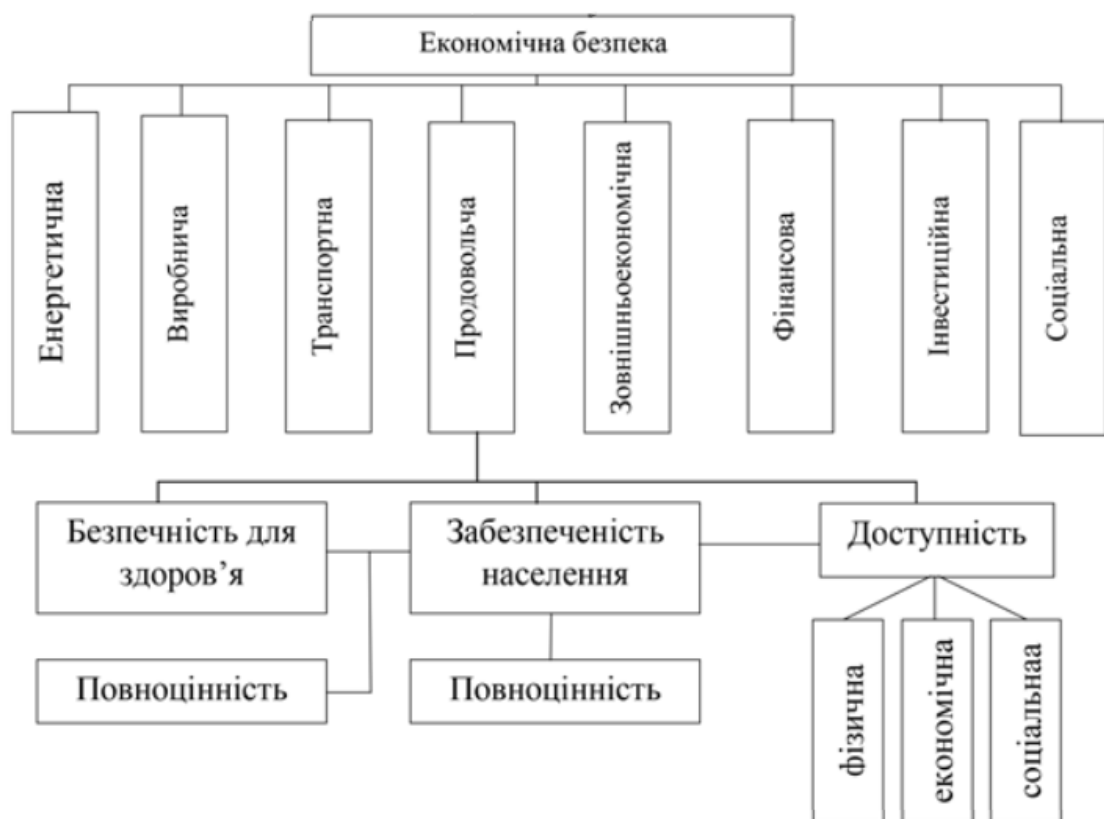 Економічна безпека
Енергетична
Виробнича
Транспортна
Продовольча
Зовнішньоекономічна
Фінансова
Інвестиційна
Соціальна
Безпечність для
здоров’я
Забезпеченість
населення
Доступність
Повноцінність
Повноцінність
фізична
економічна
соціальнаа